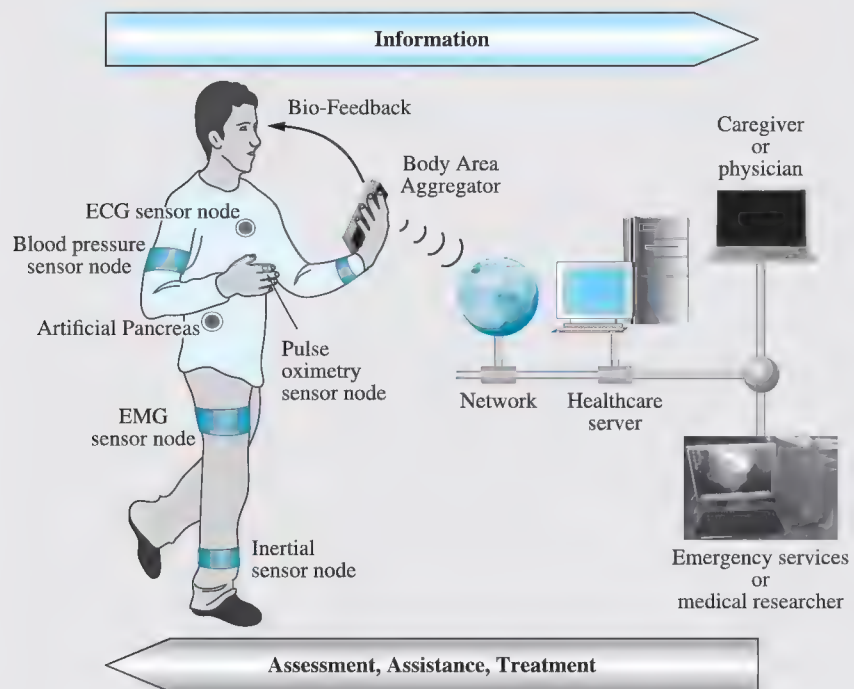 Information
Bio-Feedback
Body Area
Aggregator
Caregiver
or
physician
ECG sensor node
Blood pressure
sensor node
Artificial Pancreas
Pulse
oximetry
sensor node
Network
Healthcare
server
EMG
sensor node
Inertial
sensor node
Emergency services
or
medical researcher
Assessment, Assistance, Treatment